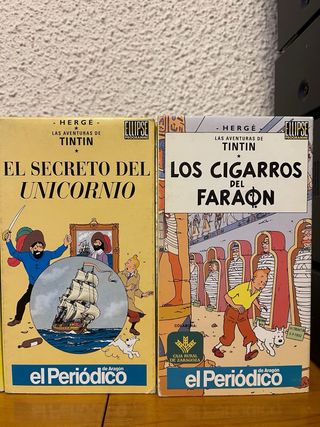 - HERGÉ -
LAS AVENTURAS DE
TINTIN
EL SECRETO DEL
UNICORNIO
ELLIPSE
el Periódico
de Aragón
- HERGÉ -
LAS AVENTURAS DE
TINTIN
LOS CIGARROS
DEL
FARAON
ELLIPSE
COLABORA
CAJA RURAL
DE ZARAGOZA
el Periódico
de Aragón